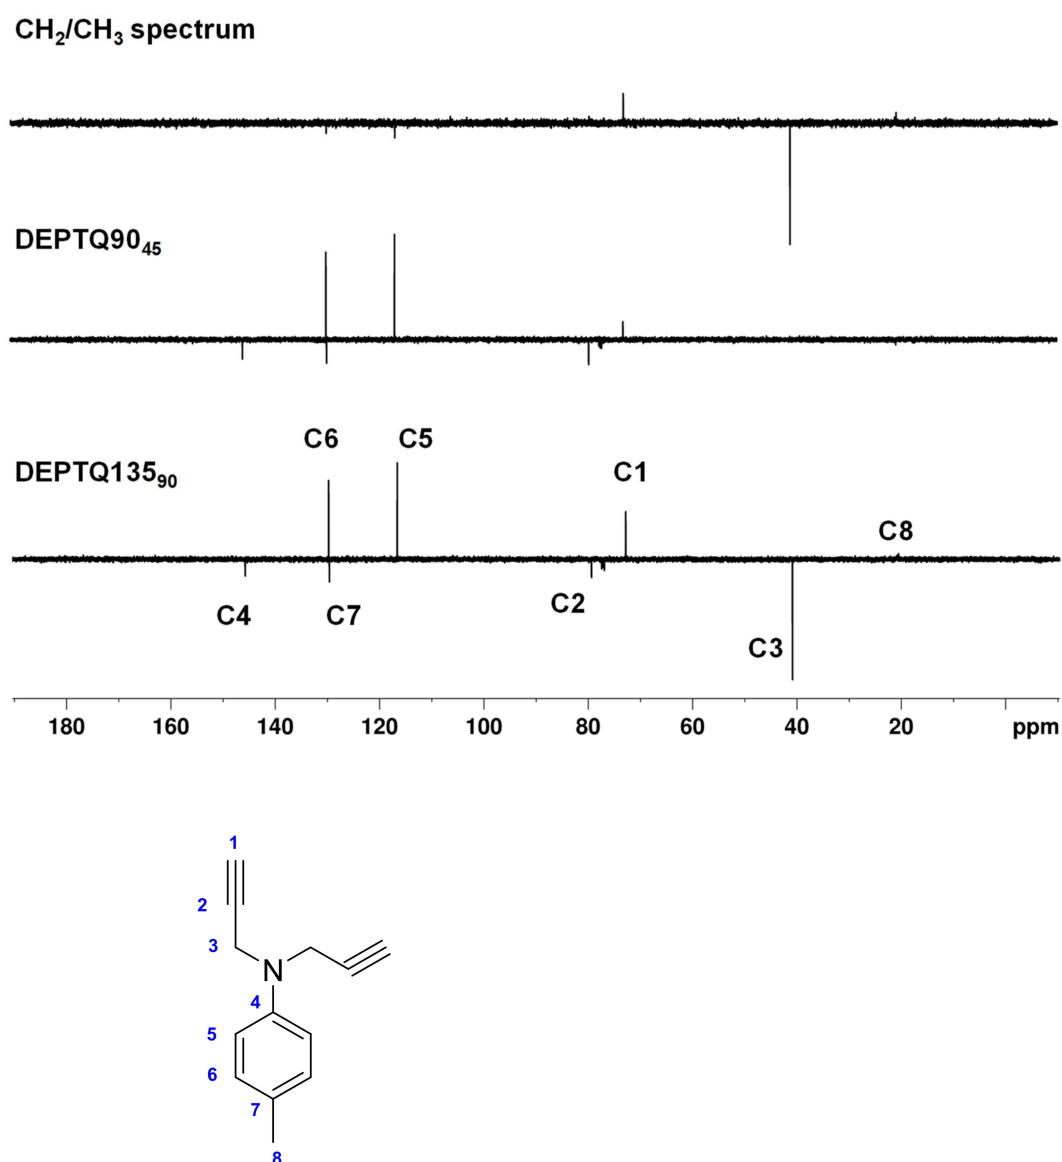 CH₂/CH₃ spectrum
DEPTQ90₄₅
C6 C5
DEPTQ135₉₀
C1
C8
C4 C7 C2
C3
180 160 140 120 100 80 60 40 20 ppm
1
2
3
N
4
5
6
7
8